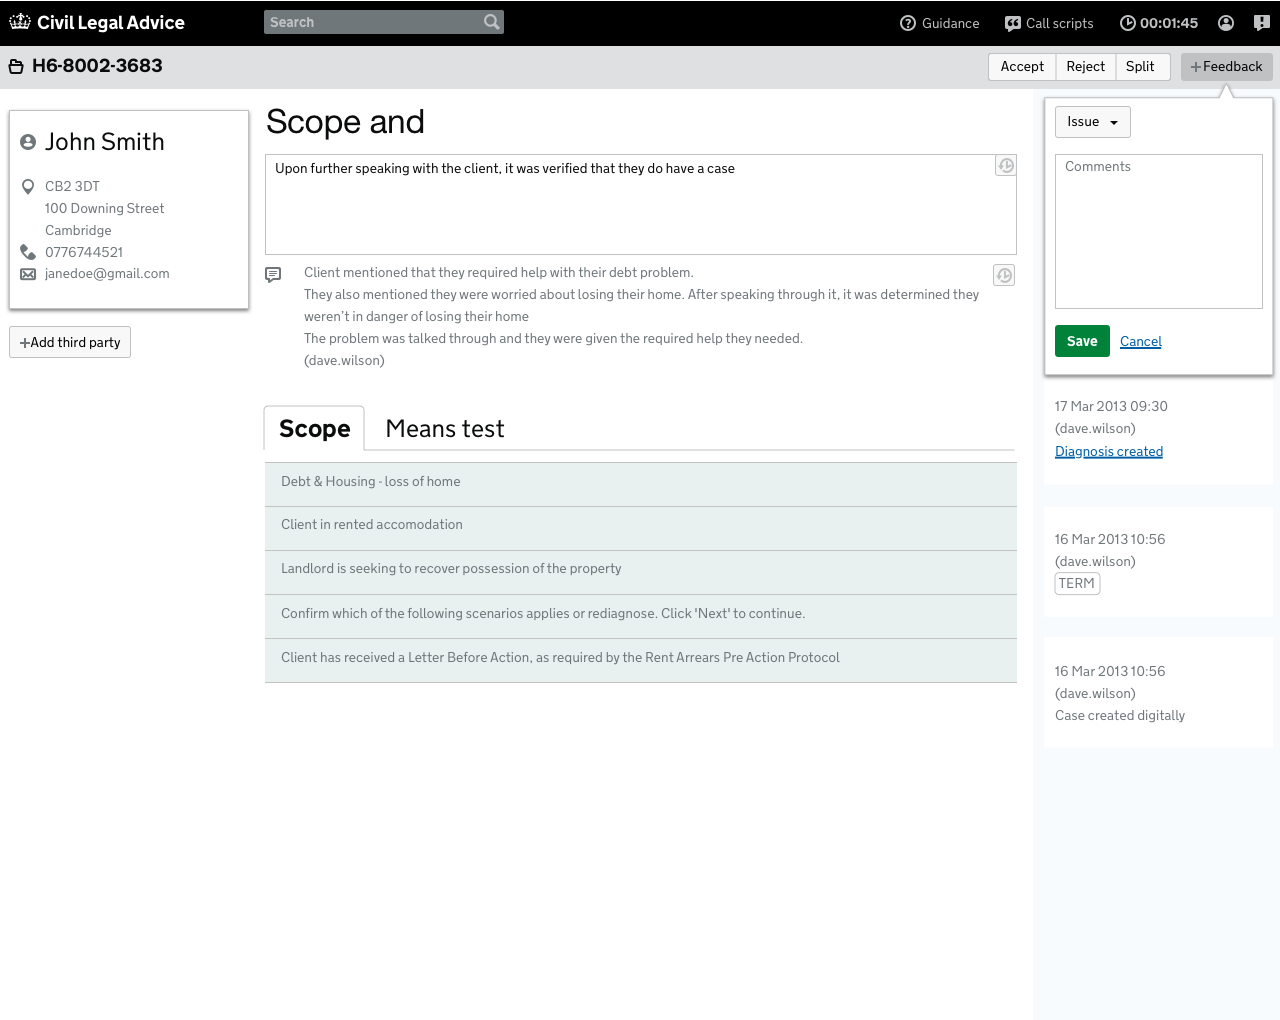 Civil Legal Advice
Search
Guidance
Call scripts
00:01:45
H6-8002-3683
Accept
Reject
Split
+Feedback
John Smith
CB2 3DT
100 Downing Street
Cambridge
0776744521
janedoe@gmail.com
+Add third party
Scope and
Upon further speaking with the client, it was verified that they do have a case
Client mentioned that they required help with their debt problem.
They also mentioned they were worried about losing their home. After speaking through it, it was determined they
weren't in danger of losing their home
The problem was talked through and they were given the required help they needed.
(dave.wilson)
Scope
Means test
Debt & Housing - loss of home
Client in rented accomodation
Landlord is seeking to recover possession of the property
Confirm which of the following scenarios applies or rediagnose. Click 'Next' to continue.
Client has received a Letter Before Action, as required by the Rent Arrears Pre Action Protocol
Issue
Comments
Save
Cancel
17 Mar 2013 09:30
(dave.wilson)
Diagnosis created
16 Mar 2013 10:56
(dave.wilson)
TERM
16 Mar 2013 10:56
(dave.wilson)
Case created digitally